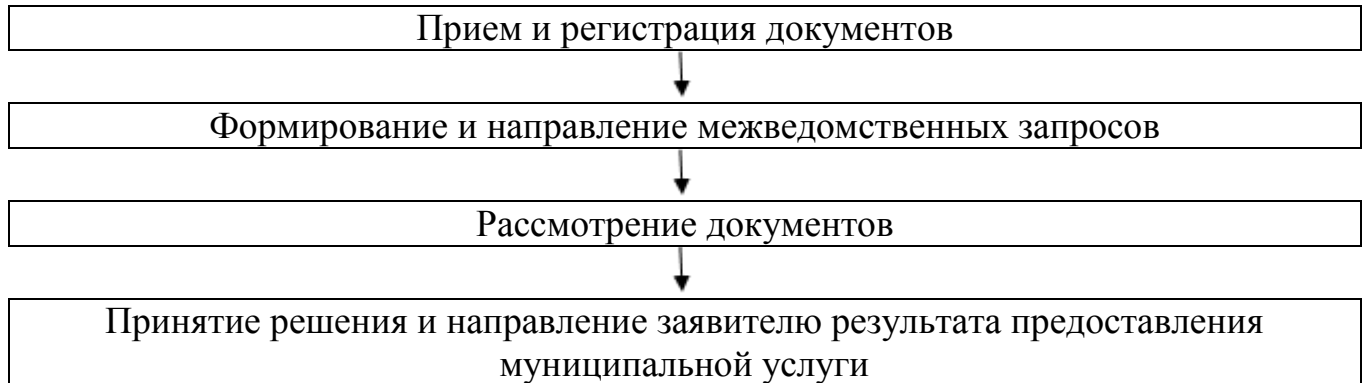 Прием и регистрация документов
Формирование и направление межведомственных запросов
Рассмотрение документов
Принятие решения и направление заявителю результата предоставления
муниципальной услуги